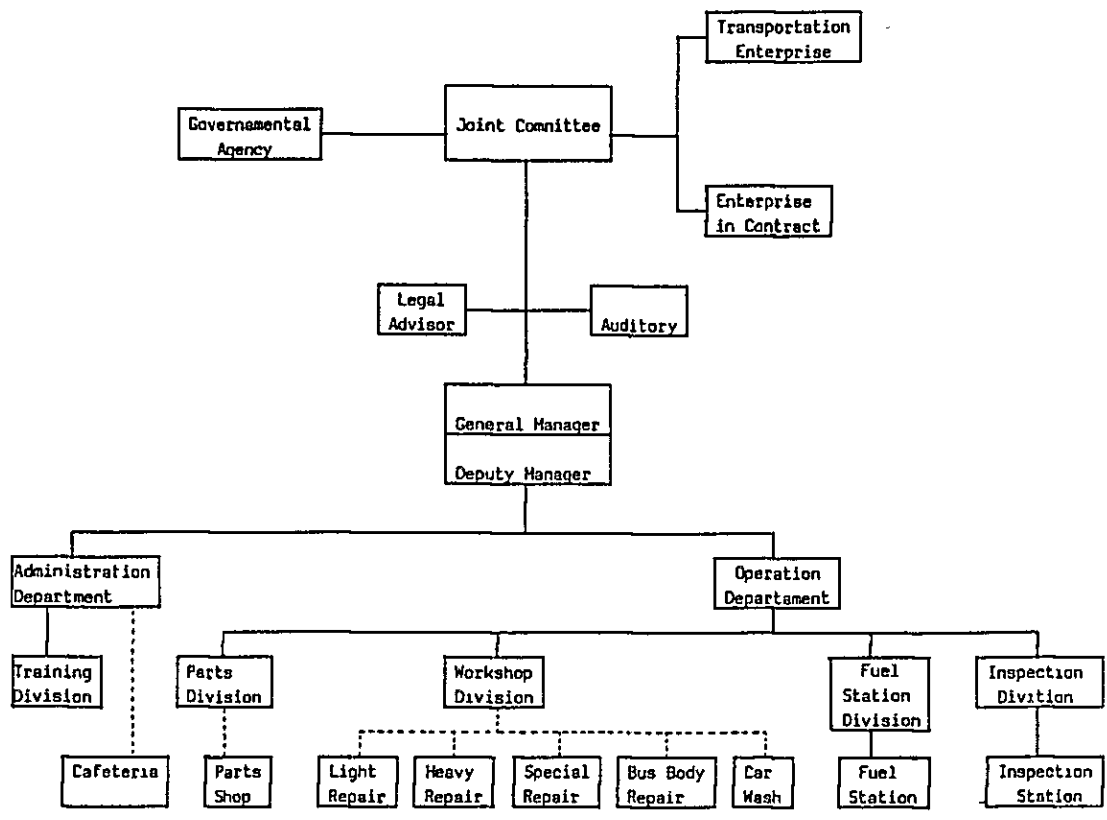 Transportation
Enterprise
Joint Committee
Governamental
Agency
Enterprise
in Contract
Legal
Advisor
Auditory
General Manager
Deputy Manager
Administration
Department
Operation
Departament
Training
Division
Parts
Division
Workshop
Division
Fuel
Station
Division
Inspection
Divition
Cafeteria
Parts
Shop
Light
Repair
Heavy
Repair
Special
Repair
Bus Body
Repair
Car
Wash
Fuel
Station
Inspection
Station